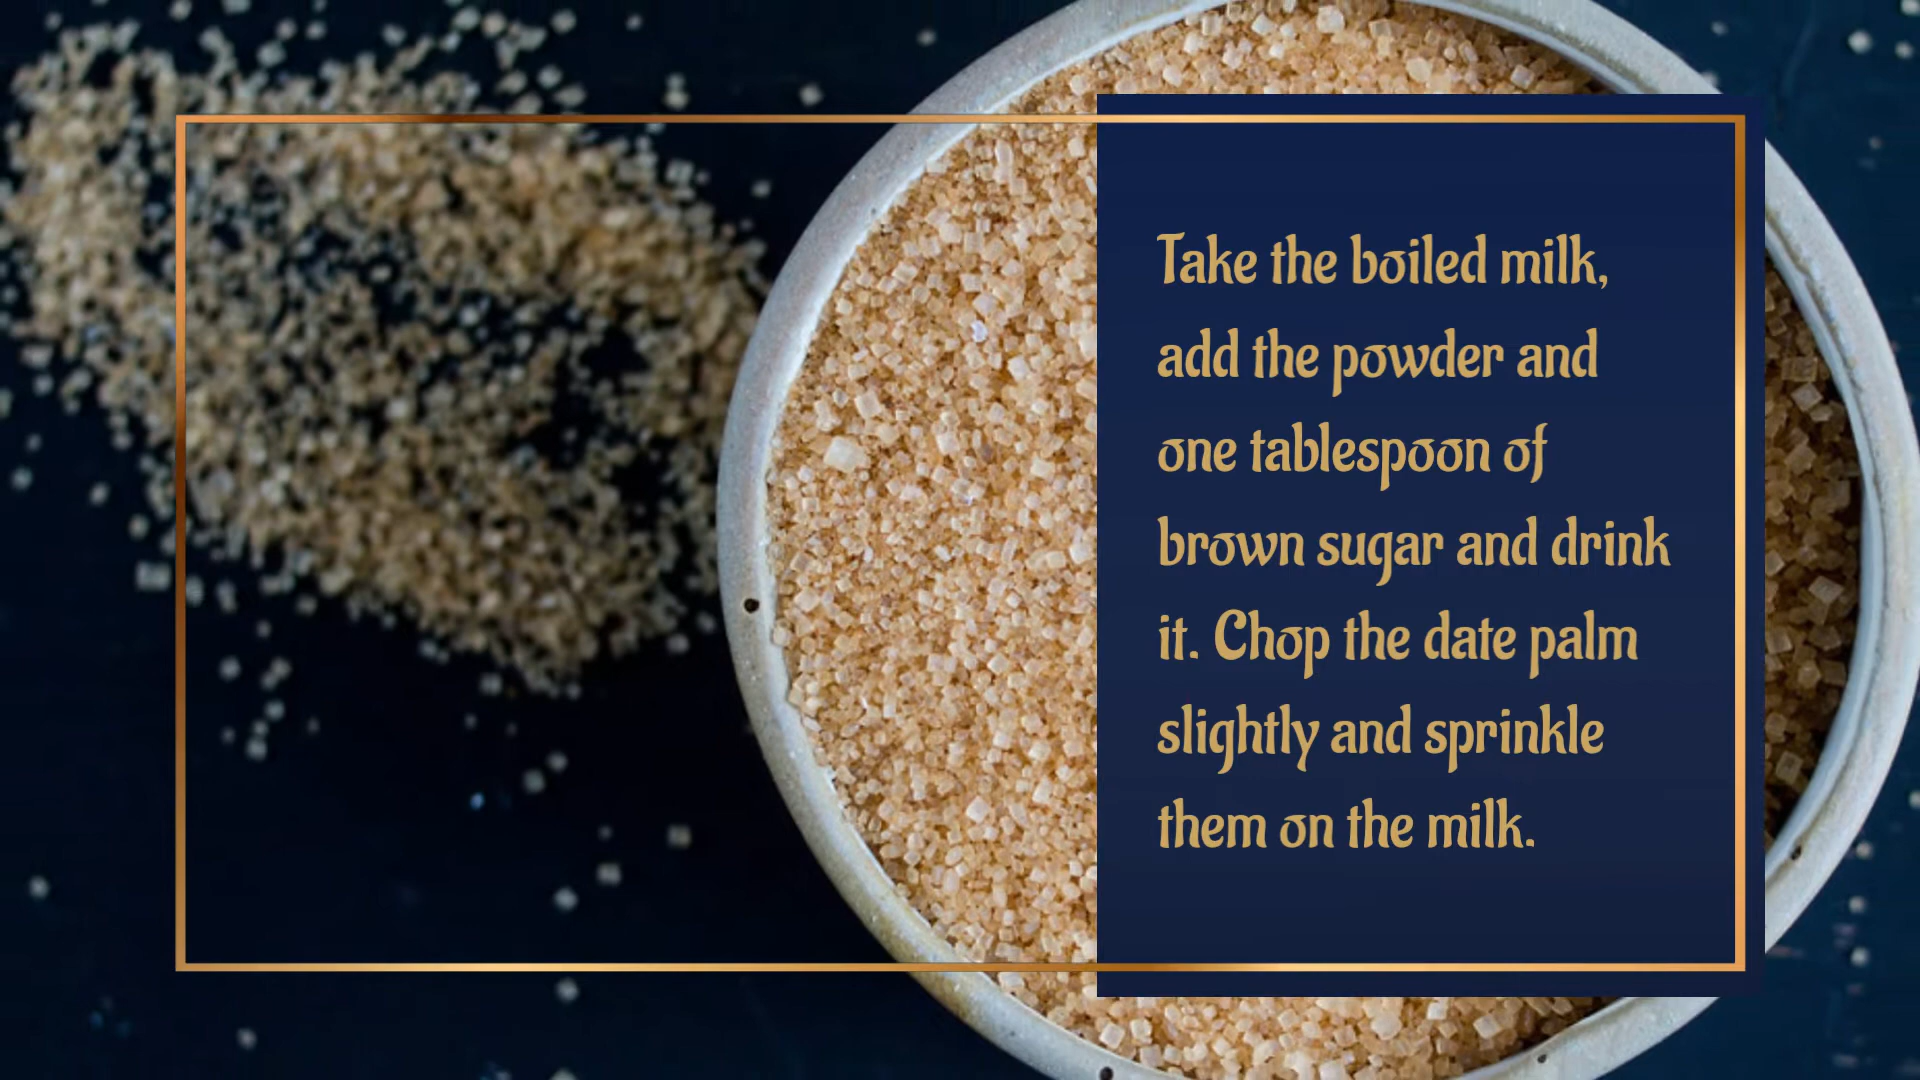 Take the boiled milk,
add the powder and
one tablespoon of
brown sugar and drink
it. Chop the date palm
slightly and sprinkle
them on the milk.